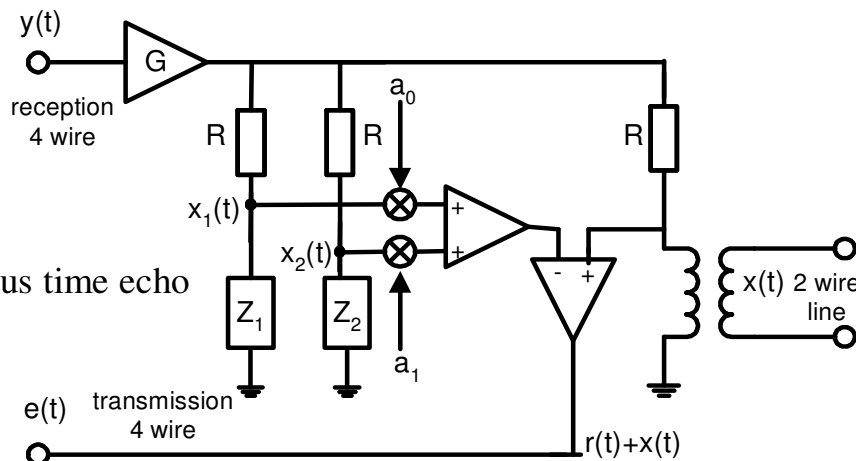 y(t)
G
reception
4 wire
R
R
a0
R
x1(t)
+
x2(t)
+
- +
x(t) 2 wire
line
us time echo
Z1
Z2
a1
e(t)
transmission
4 wire
r(t)+x(t)